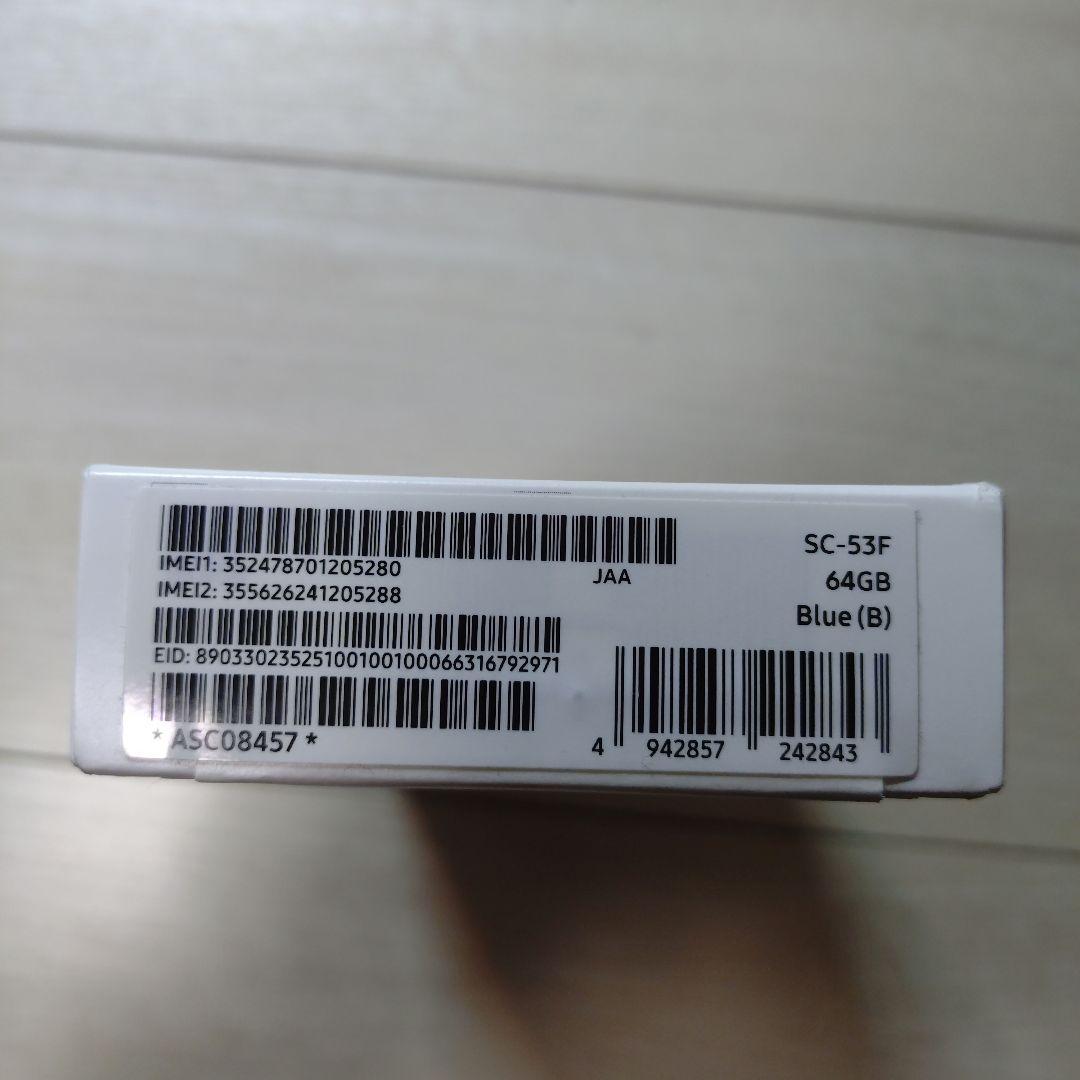 IMEI1: 352478701205280
JAA
IMEI2: 355626241205288
EID: 89033023525100100100066316792971
* ASC08457 *
SC-53F
64GB
Blue (B)
4 942857 242843